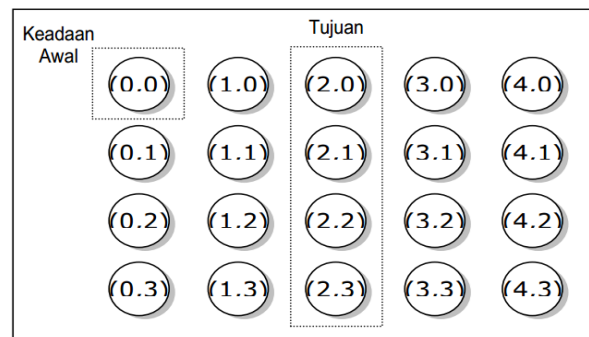 Keadaan
Awal
Tujuan
(0.0) (1.0) (2.0) (3.0) (4.0)
(0.1) (1.1) (2.1) (3.1) (4.1)
(0.2) (1.2) (2.2) (3.2) (4.2)
(0.3) (1.3) (2.3) (3.3) (4.3)